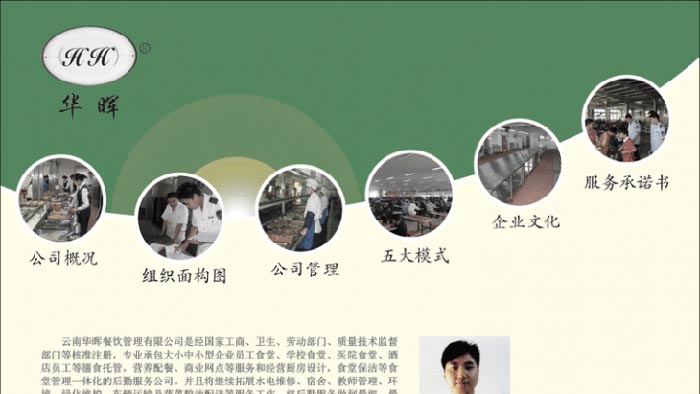 HH
®
华晖
公司概况
组织面构图
公司管理
五大模式
企业文化
服务承诺书
云南华晖餐饮管理有限公司是经国家工商、卫生、劳动部门、质量技术监督
部门等核准注册，专业承包大小中小型企业员工食堂、学校食堂、医院食堂、酒
店员工等膳食托管，营养配餐、商业网点等服务和经营厨房设计，食堂保洁等食
堂管理一体化的后勤服务公司，并且将继续拓展水电维修、宿舍、教师管理、环